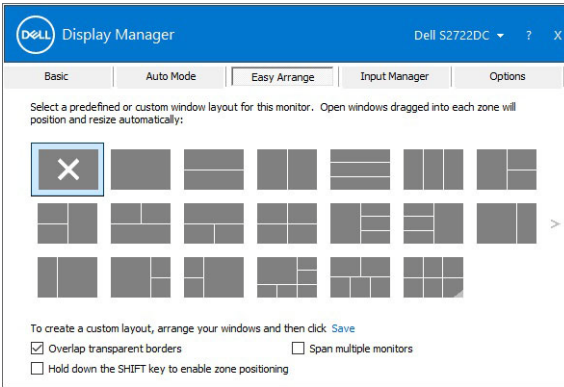 DELL Display Manager Dell S2722DC ? X
Basic Auto Mode Easy Arrange Input Manager Options
Select a predefined or custom window layout for this monitor. Open windows dragged into each zone will
position and resize automatically:
>
To create a custom layout, arrange your windows and then click Save
Overlap transparent borders Span multiple monitors
Hold down the SHIFT key to enable zone positioning